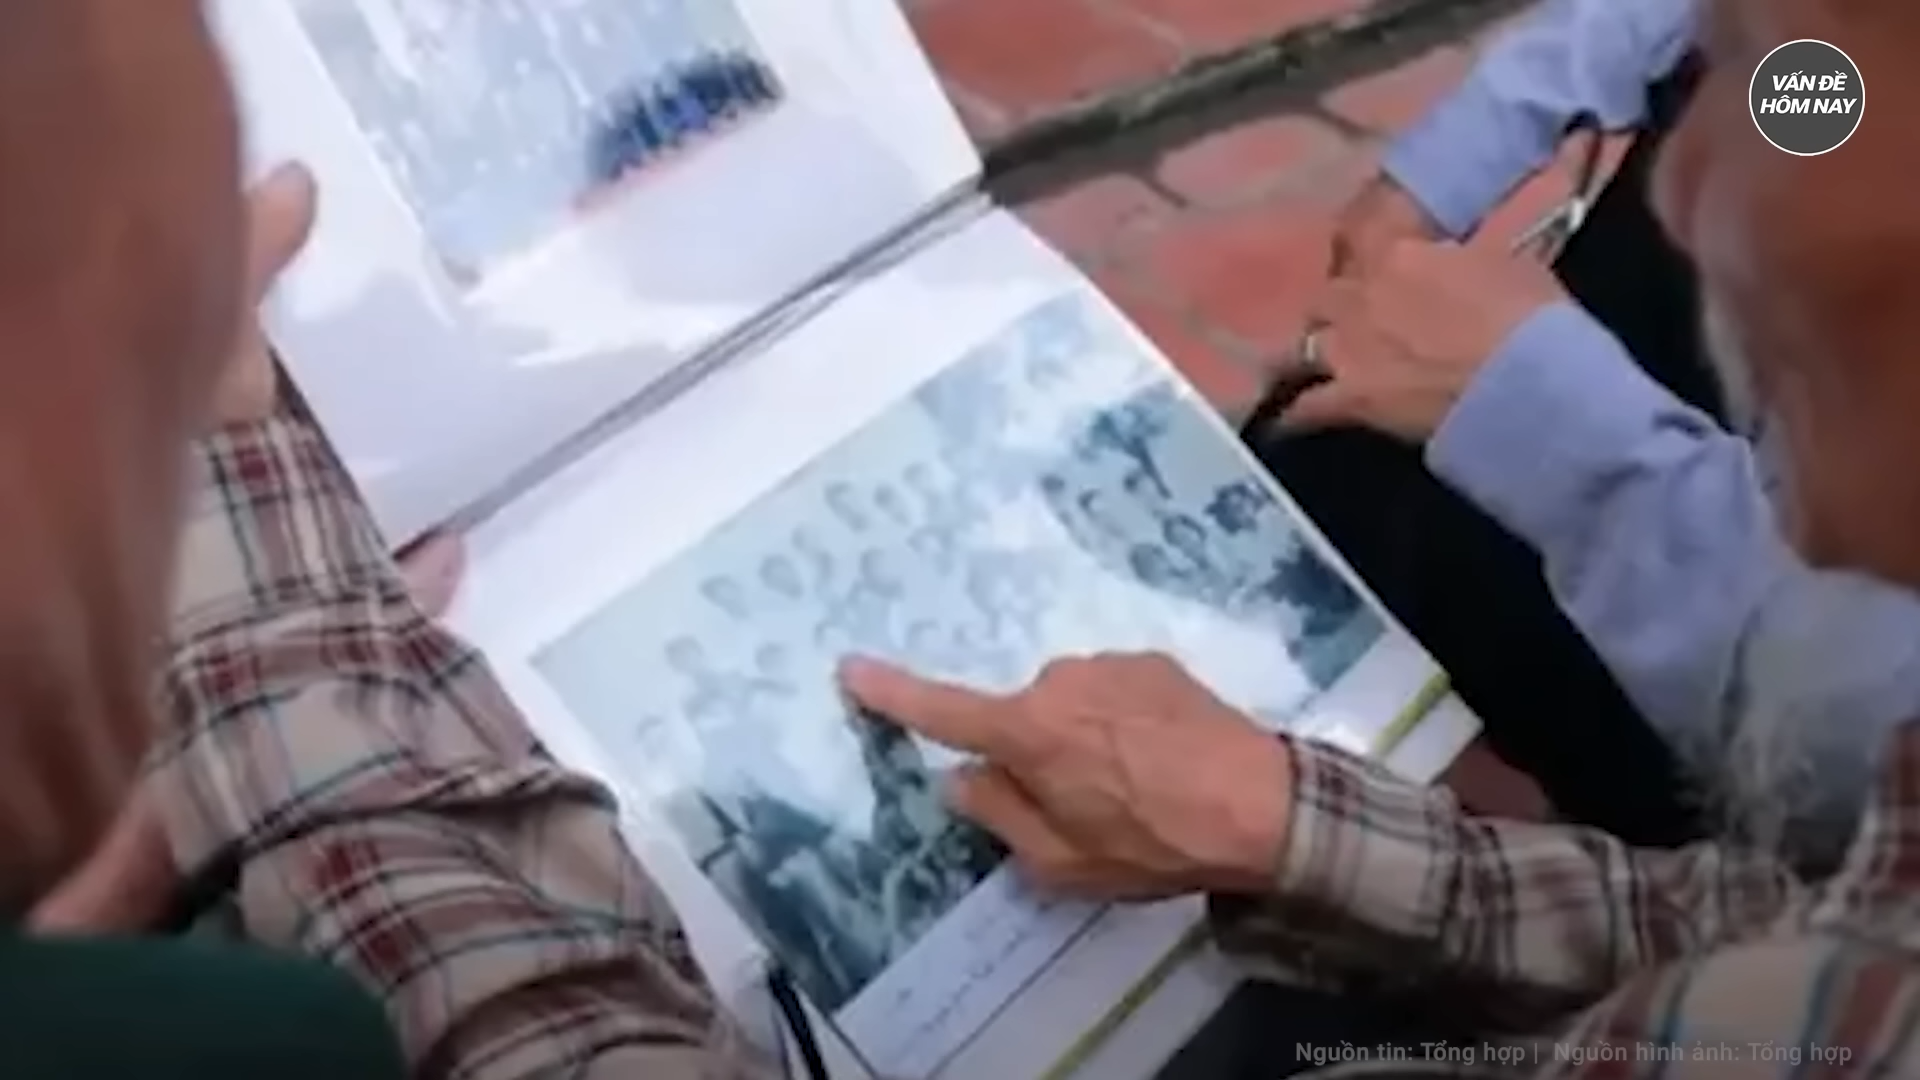 VẤN ĐỀ
HÔM NAY
Nguồn tin: Tổng hợp | Nguồn hình ảnh: Tổng hợp